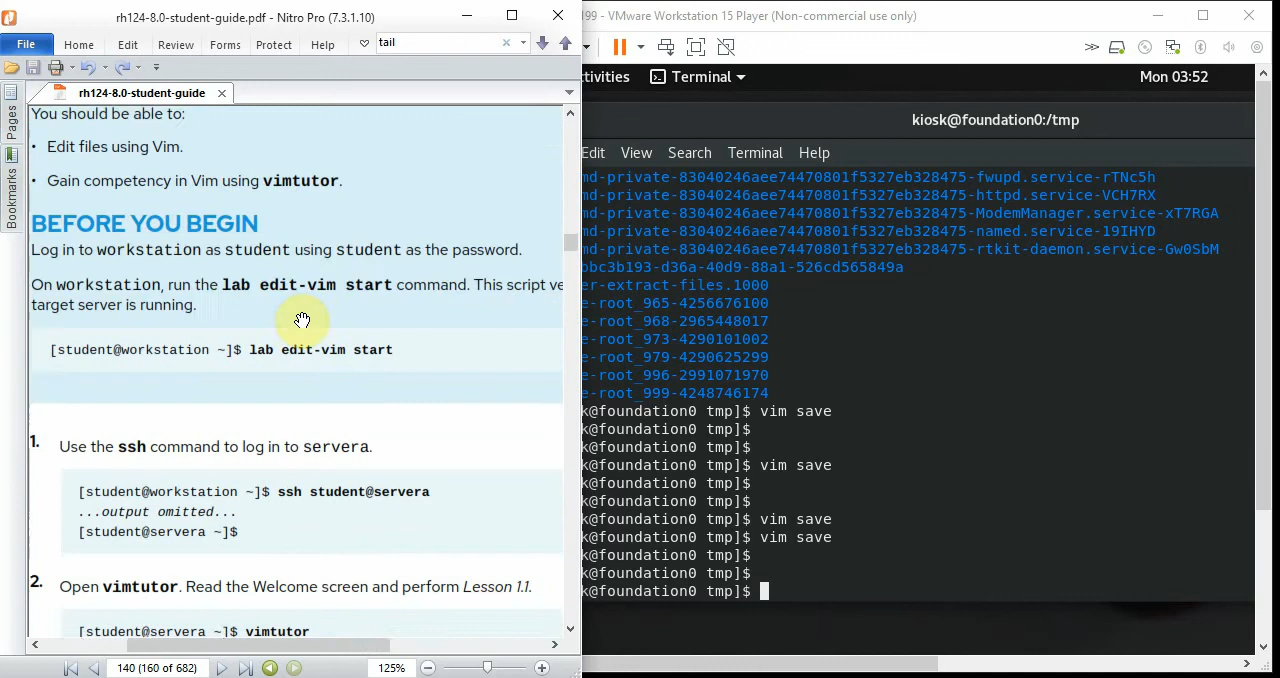 rh124-8.0-student-guide.pdf - Nitro Pro (7.3.1.10)
File Home Edit Review Forms Protect Help tail
rh124-8.0-student-guide
Pages
Bookmarks
You should be able to:
• Edit files using Vim.
• Gain competency in Vim using vimtutor.
BEFORE YOU BEGIN
Log in to workstation as student using student as the password.
On workstation, run the lab edit-vim start command. This script ve
target server is running.
[student@workstation ~]$ lab edit-vim start
1. Use the ssh command to log in to servera.
[student@workstation ~]$ ssh student@servera
...output omitted...
[student@servera ~]$
2. Open vimtutor. Read the Welcome screen and perform Lesson 1.1.
[student@servera ~]$ vimtutor
140 (160 of 682) 125%
199 - VMware Workstation 15 Player (Non-commercial use only)
tivities Terminal Mon 03:52
kiosk@foundation0:/tmp
Edit View Search Terminal Help
md-private-83040246aee74470801f5327eb328475-fwupd.service-rTNc5h
md-private-83040246aee74470801f5327eb328475-httpd.service-VCH7RX
md-private-83040246aee74470801f5327eb328475-ModemManager.service-xT7RGA
md-private-83040246aee74470801f5327eb328475-named.service-19IHYD
md-private-83040246aee74470801f5327eb328475-rtkit-daemon.service-Gw0SbM
bbc3b193-d36a-40d9-88a1-526cd565849a
er-extract-files.1000
e-root_965-4256676100
e-root_968-2965448017
e-root_973-4290101002
e-root_979-4290625299
e-root_996-2991071970
e-root_999-4248746174
k@foundation0 tmp]$ vim save
k@foundation0 tmp]$
k@foundation0 tmp]$
k@foundation0 tmp]$ vim save
k@foundation0 tmp]$
k@foundation0 tmp]$
k@foundation0 tmp]$ vim save
k@foundation0 tmp]$ vim save
k@foundation0 tmp]$
k@foundation0 tmp]$
k@foundation0 tmp]$